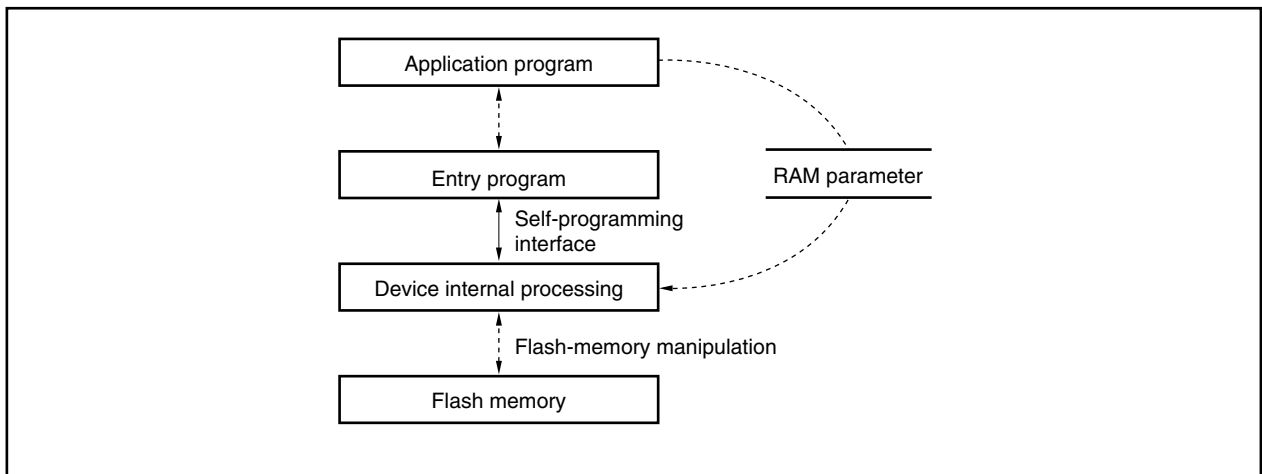 Application program
Entry program
RAM parameter
Self-programming
interface
Device internal processing
Flash-memory manipulation
Flash memory